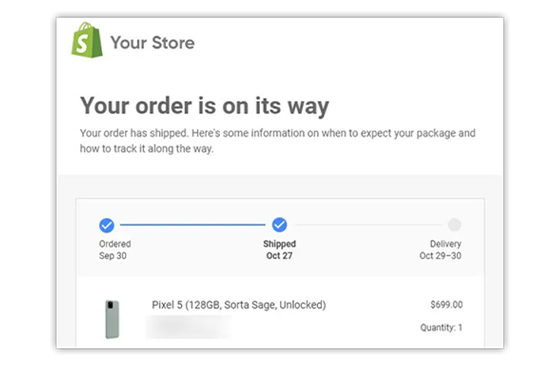 Your Store
Your order is on its way
Your order has shipped. Here's some information on when to expect your package and
how to track it along the way.
Ordered
Sep 30
Shipped
Oct 27
Delivery
Oct 29–30
Pixel 5 (128GB, Sorta Sage, Unlocked)
$699.00
Quantity: 1